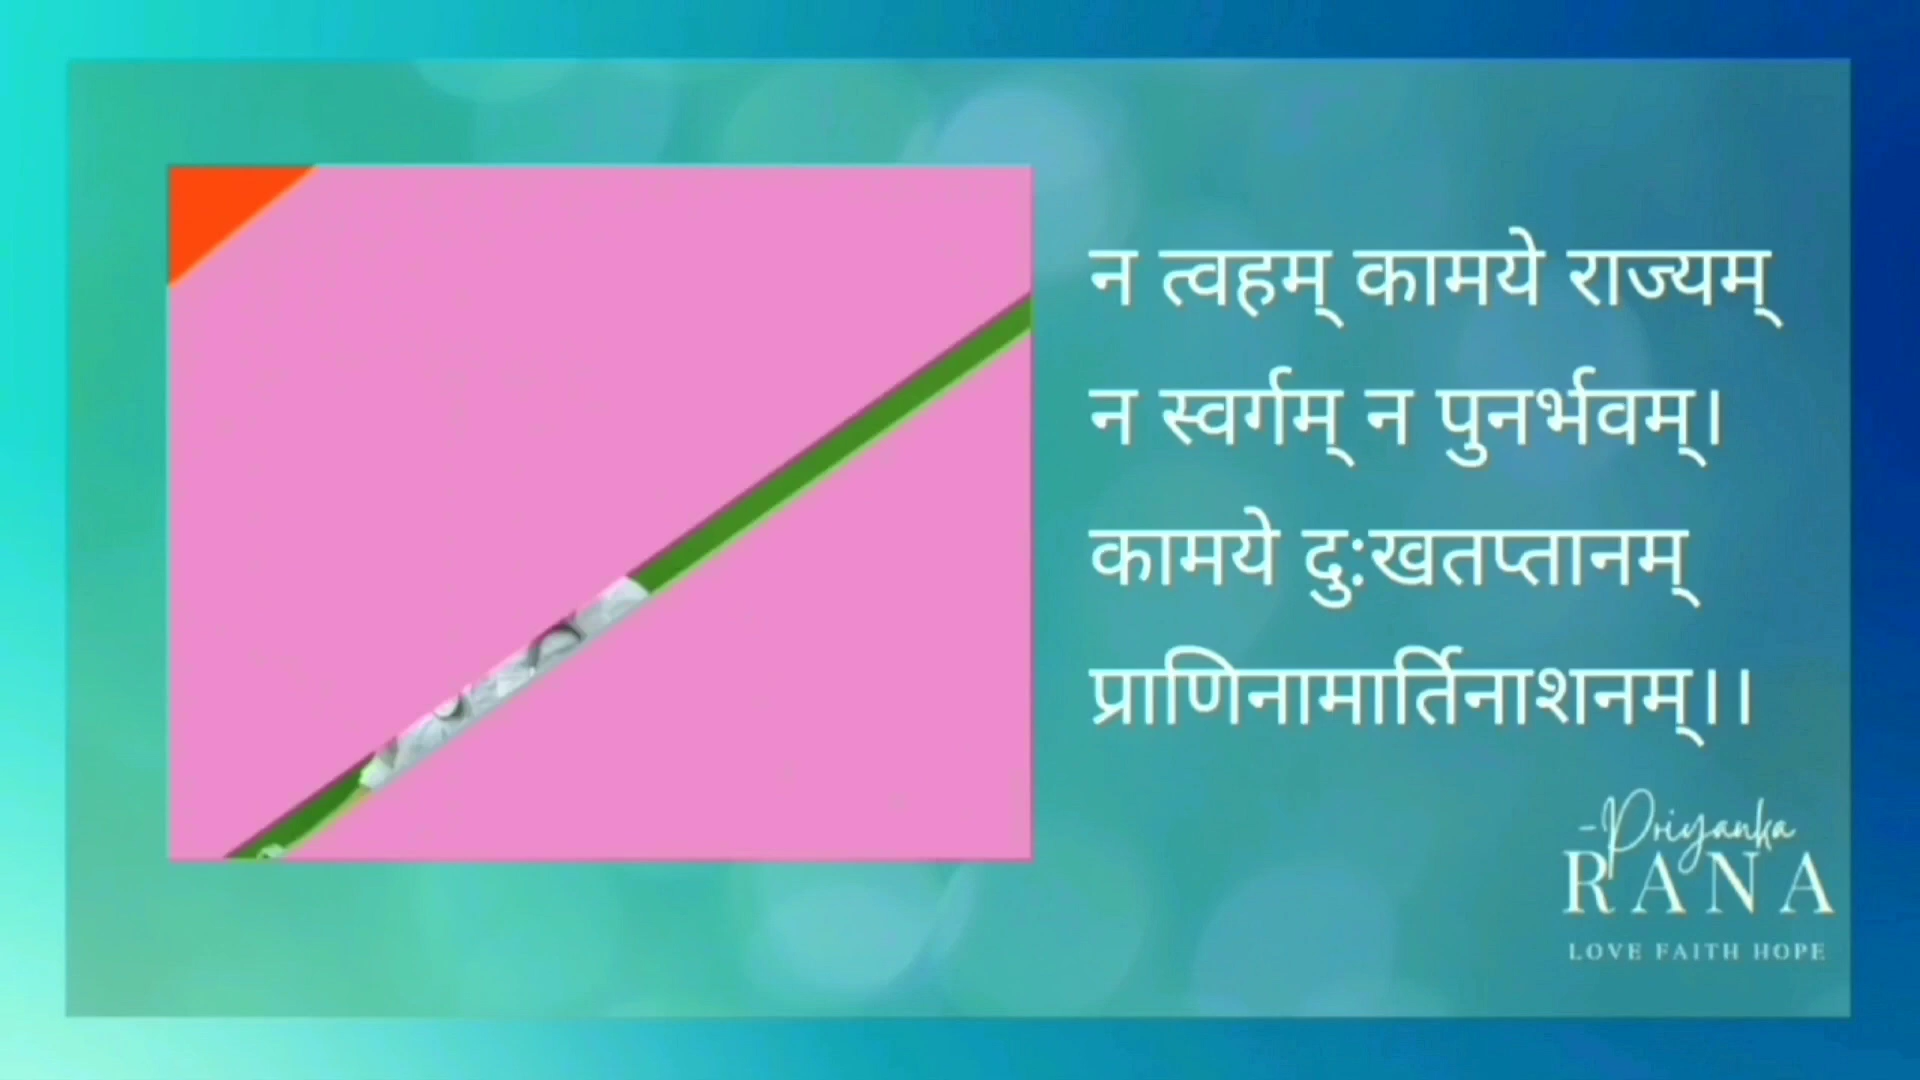 न त्वहम् कामये राज्यम्
न स्वर्गम् न पुनर्भवम्।
कामये दु:खतप्तानम्
प्राणिनामार्तिनाशनम्।।
-Priyanka
RANA
LOVE FAITH HOPE